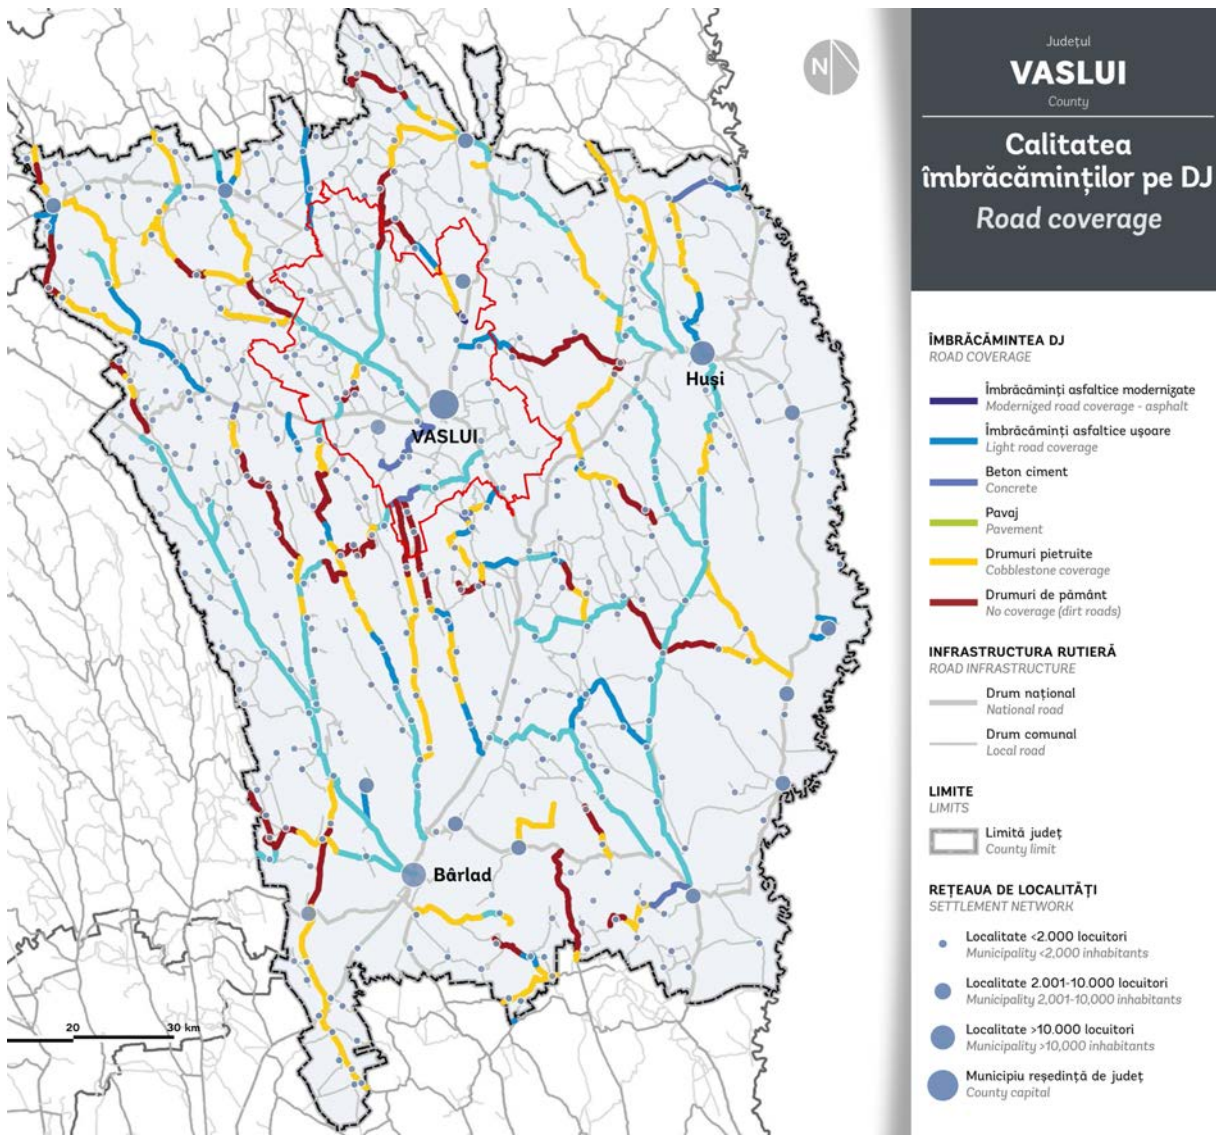 Județul
VASLUI
County
Calitatea
îmbrăcăminților pe DJ
Road coverage
N
Huși
VASLUI
Bârlad
20
30 km
ÎMBRĂCĂMINTEA DJ
ROAD COVERAGE
Îmbrăcăminți asfaltice modernizate
Modernized road coverage - asphalt
Îmbrăcăminți asfaltice ușoare
Light road coverage
Beton ciment
Concrete
Pavaj
Pavement
Drumuri pietruite
Cobblestone coverage
Drumuri de pământ
No coverage (dirt roads)
INFRASTRUCTURA RUTIERĂ
ROAD INFRASTRUCTURE
Drum național
National road
Drum comunal
Local road
LIMITE
LIMITS
Limită județ
County limit
REȚEAUA DE LOCALITĂȚI
SETTLEMENT NETWORK
Localitate <2.000 locuitori
Municipality <2,000 inhabitants
Localitate 2.001-10.000 locuitori
Municipality 2,001-10,000 inhabitants
Localitate >10.000 locuitori
Municipality >10,000 inhabitants
Municipiu reședință de județ
County capital